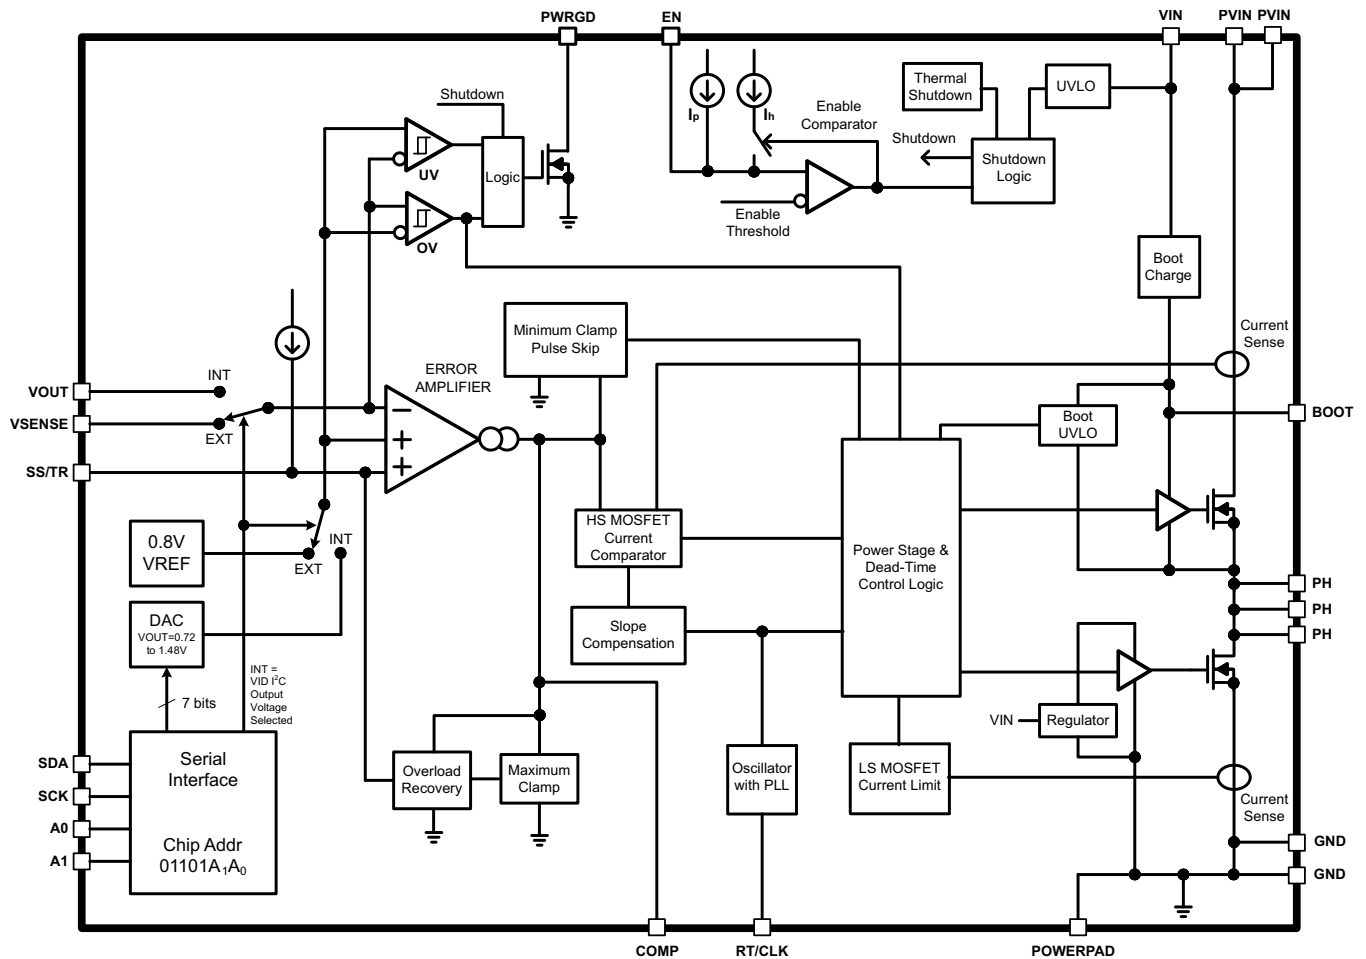 PWRGD
EN
VIN
PVIN
PVIN
Shutdown
Ip
Ih
Enable
Comparator
Thermal
Shutdown
UVLO
Shutdown
Shutdown
Logic
UV
Logic
Enable
Threshold
OV
Boot
Charge
Minimum Clamp
Pulse Skip
Current
Sense
VOUT
INT
ERROR
AMPLIFIER
VSENSE
EXT
Boot
UVLO
BOOT
SS/TR
0.8V
VREF
EXT
INT
HS MOSFET
Current
Comparator
Power Stage &
Dead-Time
Control Logic
PH
PH
PH
DAC
VOUT=0.72
to 1.48V
Slope
Compensation
INT =
VID I²C
Output
Voltage
Selected
7 bits
VIN
Regulator
SDA
SCK
A0
A1
Serial
Interface
Chip Addr
01101A₁A₀
Overload
Recovery
Maximum
Clamp
Oscillator
with PLL
LS MOSFET
Current Limit
Current
Sense
GND
GND
COMP
RT/CLK
POWERPAD